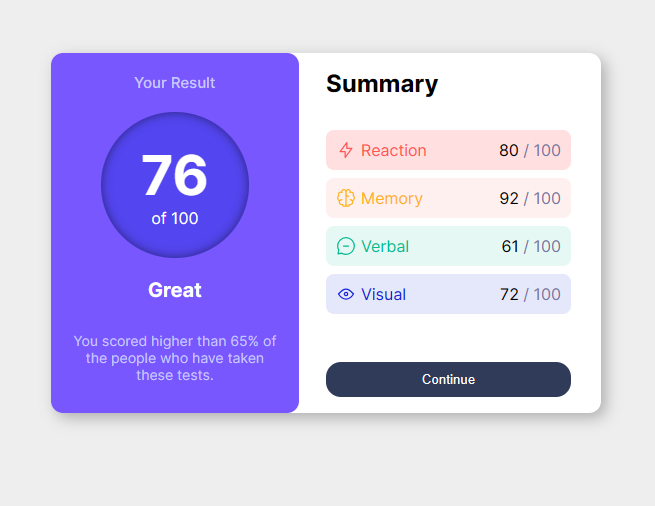 Your Result
76
of 100
Great
You scored higher than 65% of
the people who have taken
these tests.
Summary
Reaction 80 / 100
Memory 92 / 100
Verbal 61 / 100
Visual 72 / 100
Continue